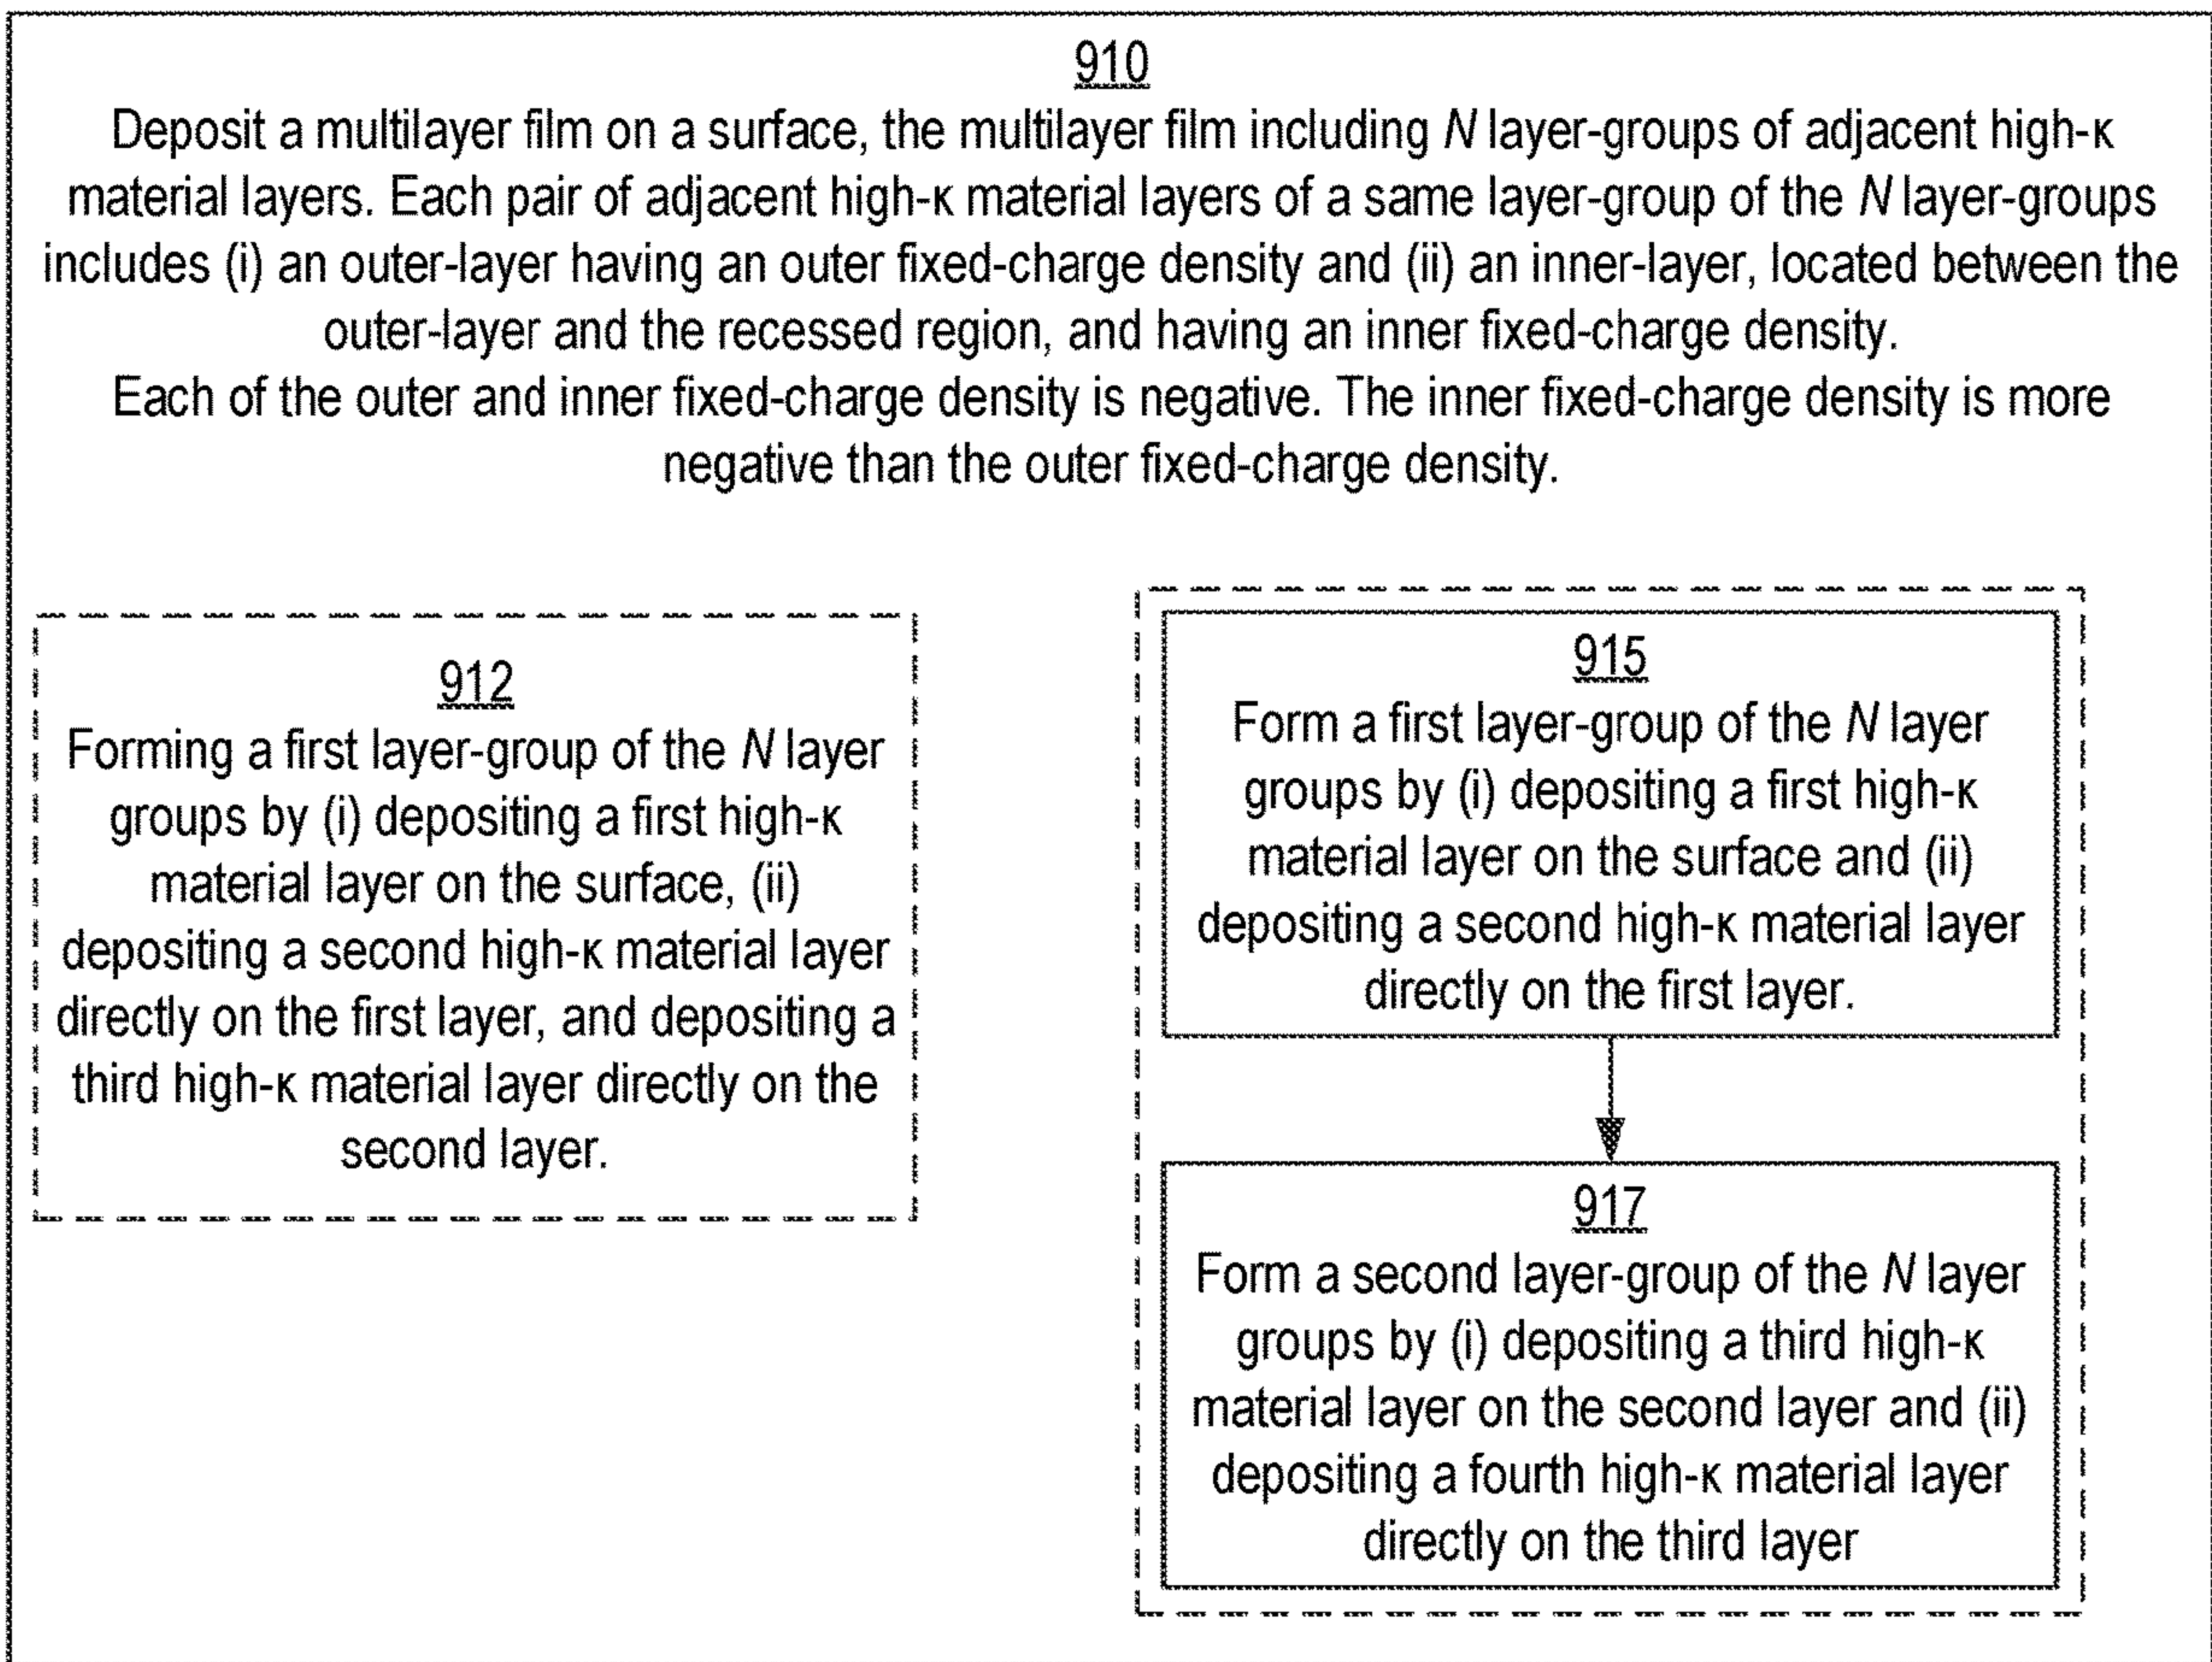 910
Deposit a multilayer film on a surface, the multilayer film including N layer-groups of adjacent high-κ
material layers. Each pair of adjacent high-κ material layers of a same layer-group of the N layer-groups
includes (i) an outer-layer having an outer fixed-charge density and (ii) an inner-layer, located between the
outer-layer and the recessed region, and having an inner fixed-charge density.
Each of the outer and inner fixed-charge density is negative. The inner fixed-charge density is more
negative than the outer fixed-charge density.
912
Forming a first layer-group of the N layer
groups by (i) depositing a first high-κ
material layer on the surface, (ii)
depositing a second high-κ material layer
directly on the first layer, and depositing a
third high-κ material layer directly on the
second layer.
915
Form a first layer-group of the N layer
groups by (i) depositing a first high-κ
material layer on the surface and (ii)
depositing a second high-κ material layer
directly on the first layer.
917
Form a second layer-group of the N layer
groups by (i) depositing a third high-κ
material layer on the second layer and (ii)
depositing a fourth high-κ material layer
directly on the third layer